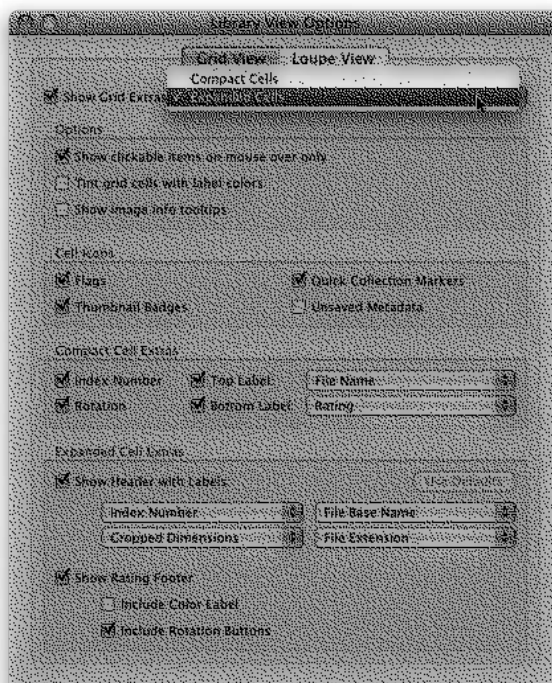 Library View Options
Grid View Loupe View
Compact Cells
Show Grid Extras
Options
Show clickable items on mouse over only
Tint grid cells with label colors
Show image info tooltips
Cell Icons
Flags Quick Collection Markers
Thumbnail Badges Unsaved Metadata
Compact Cell Extras
Index Number Top Label: File Name
Rotation Bottom Label: Rating
Expanded Cell Extras
Show Header with Labels: Use Defaults
Index Number File Base Name
Cropped Dimensions File Extension
Show Rating Footer
Include Color Label
Include Rotation Buttons